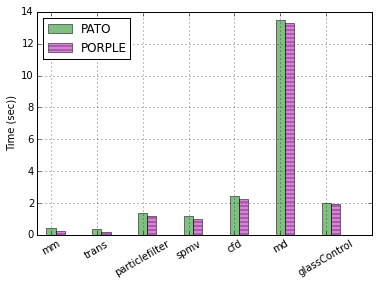 14
12
10
8
6
4
2
0
Time (sec))
PATO
PORPLE
mm
trans
particlefilter
spmv
cfd
md
glassControl